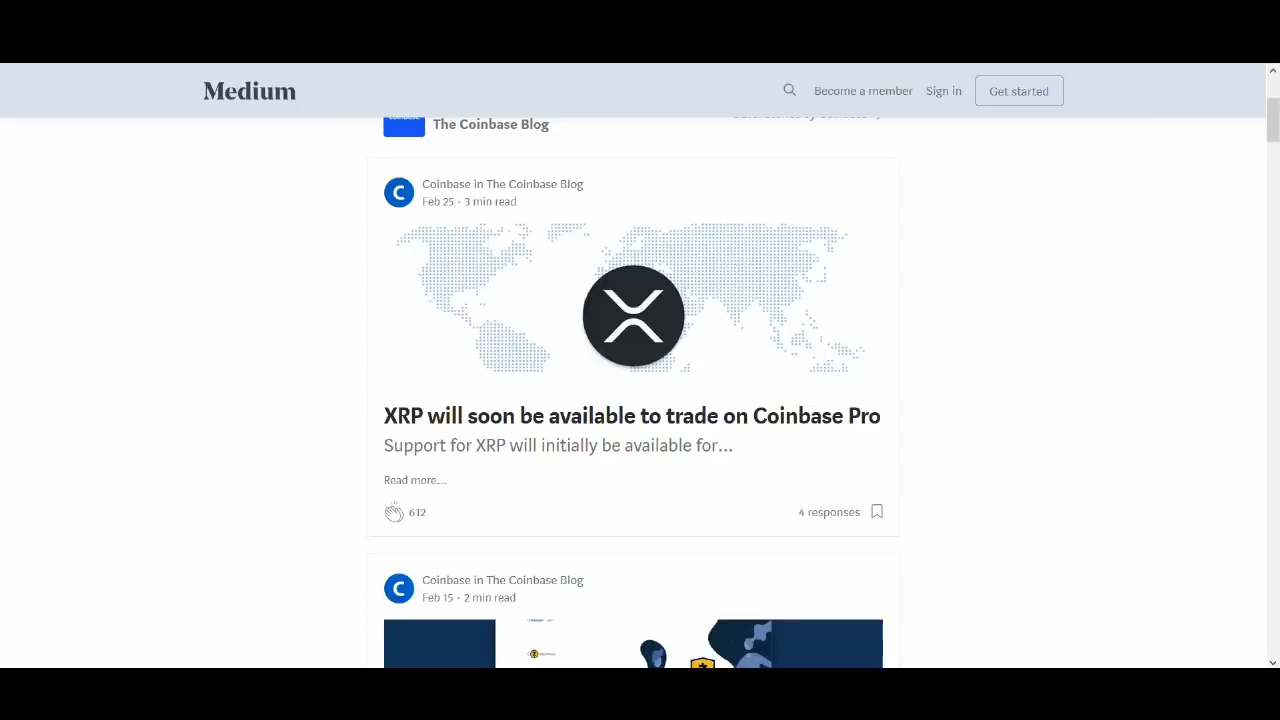 Medium
Become a member
Sign in
Get started
The Coinbase Blog
Coinbase in The Coinbase Blog
Feb 25 · 3 min read
XRP will soon be available to trade on Coinbase Pro
Support for XRP will initially be available for...
Read more...
612
4 responses
Coinbase in The Coinbase Blog
Feb 15 · 2 min read